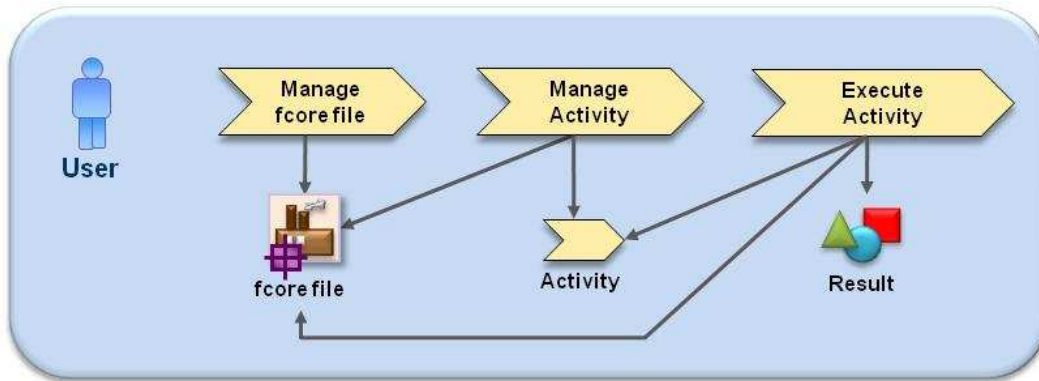 Manage
fcore file
Manage
Activity
Execute
Activity
User
fcore file
Activity
Result